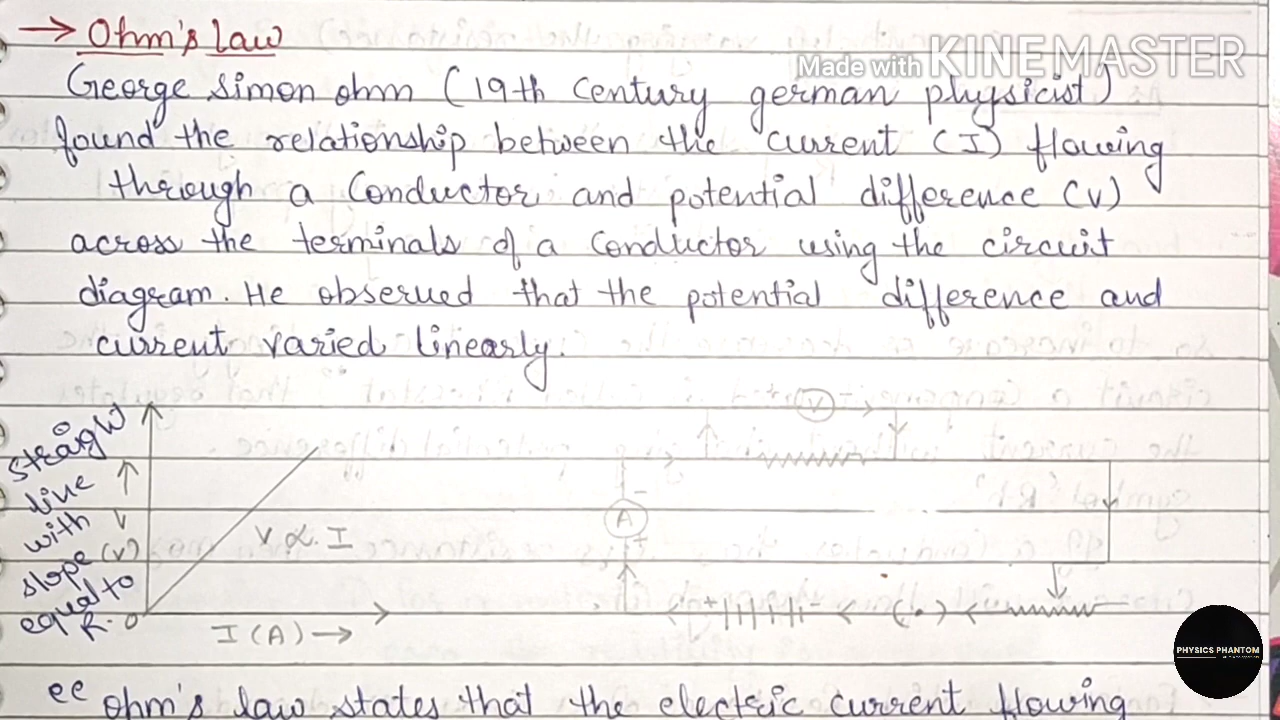 → Ohm's Law
Made with KINEMASTER
George Simon ohm (19th Century german physicist)
found the relationship between the current (I) flowing
through a Conductor and potential difference (V)
across the terminals of a Conductor using the circuit
diagram. He observed that the potential difference and
current varied linearly.
Straight
line
with
slope (V)
equal to
R.
V ∝ I
O
I (A) →
V
A
-
+
+
-
(.)
PHYSICS PHANTOM
ohm's law states that the electric current flowing